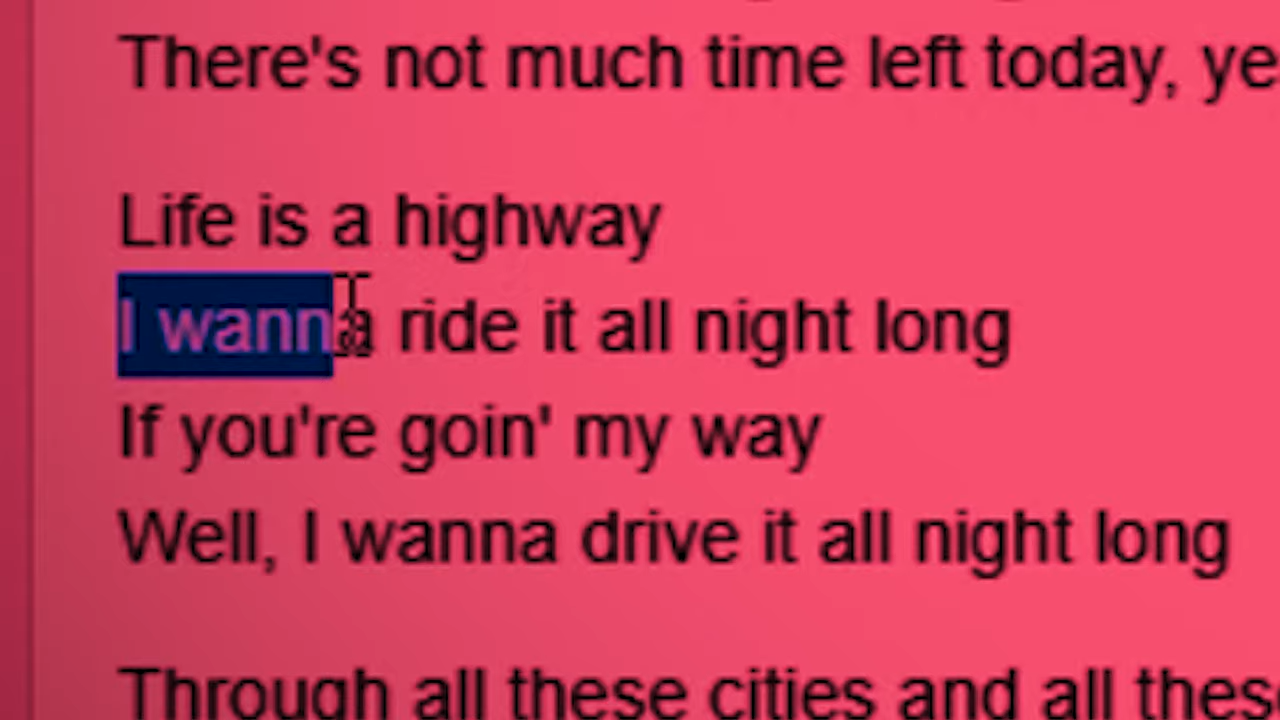 There's not much time left today, ye
Life is a highway
I wanna ride it all night long
If you're goin' my way
Well, I wanna drive it all night long
Through all these cities and all thes